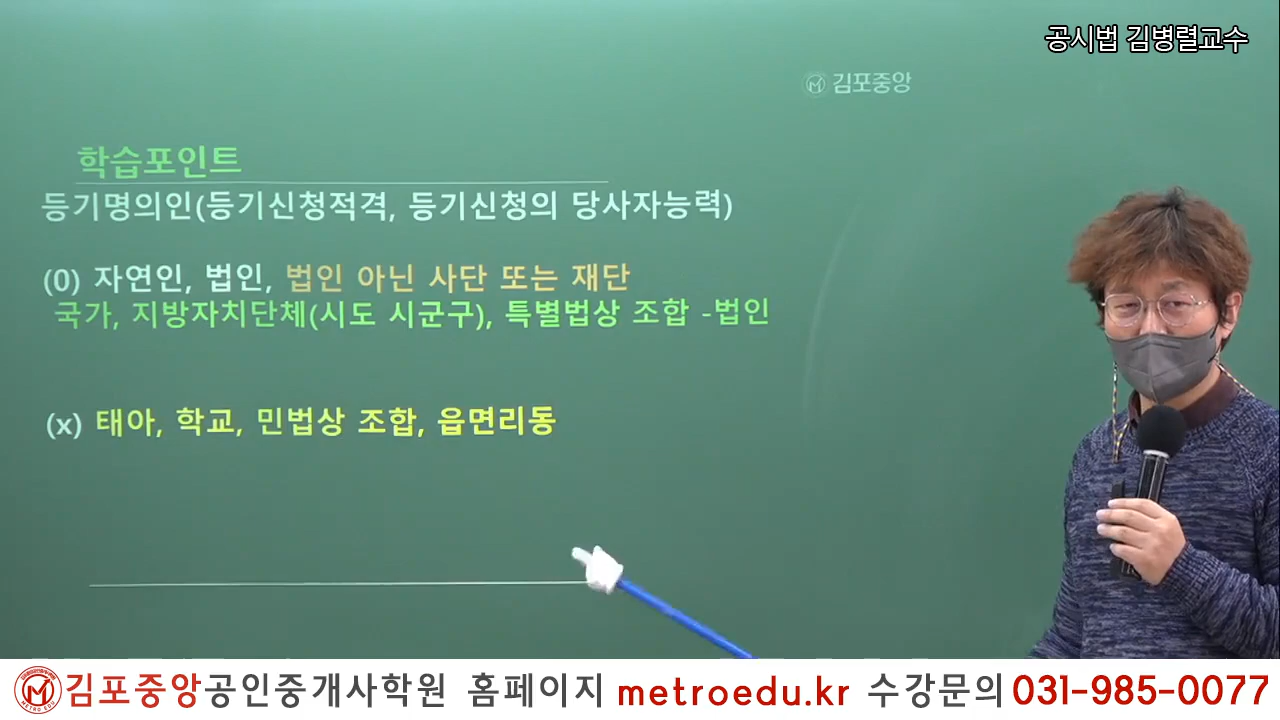 공시법 김병렬교수
김포중앙
학습포인트
등기명의인(등기신청적격, 등기신청의 당사자능력)
(0) 자연인, 법인, 법인 아닌 사단 또는 재단
국가, 지방자치단체(시도 시군구), 특별법상 조합 -법인
(x) 태아, 학교, 민법상 조합, 읍면리동
김포중앙공인중개사학원 홈페이지 metroedu.kr 수강문의 031-985-0077
METRO EDU